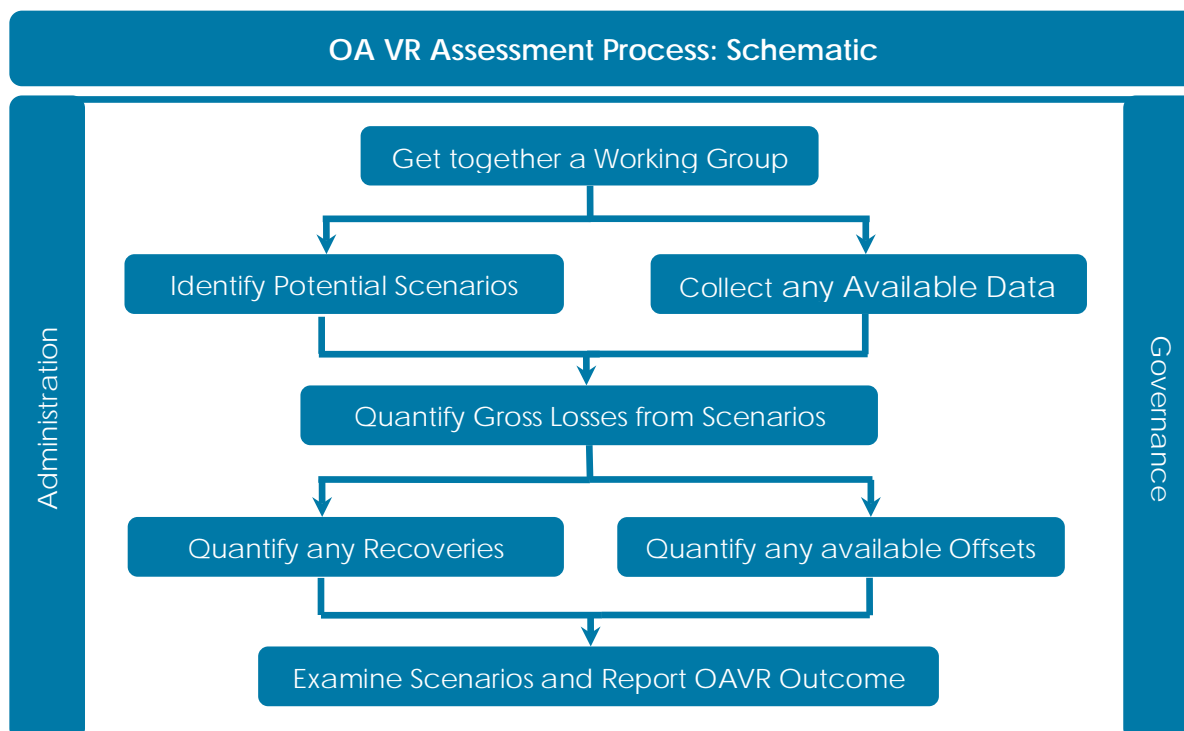 OA VR Assessment Process: Schematic
Get together a Working Group
Identify Potential Scenarios
Collect any Available Data
Administration
Governance
Quantify Gross Losses from Scenarios
Quantify any Recoveries
Quantify any available Offsets
Examine Scenarios and Report OAVR Outcome